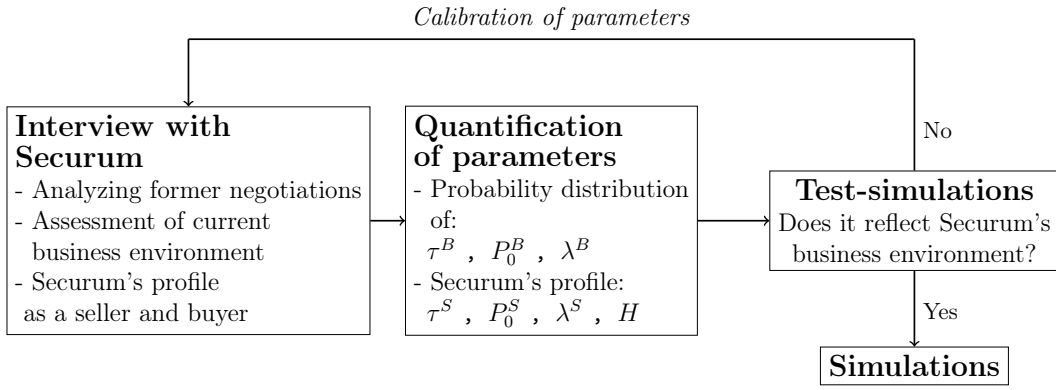 Calibration of parameters
Interview with
Securum
- Analyzing former negotiations
- Assessment of current
business environment
- Securum's profile
as a seller and buyer
Quantification
of parameters
- Probability distribution
of:
τ^B , P_0^B , λ^B
- Securum's profile:
τ^S , P_0^S , λ^S , H
No
Test-simulations
Does it reflect Securum's
business environment?
Yes
Simulations